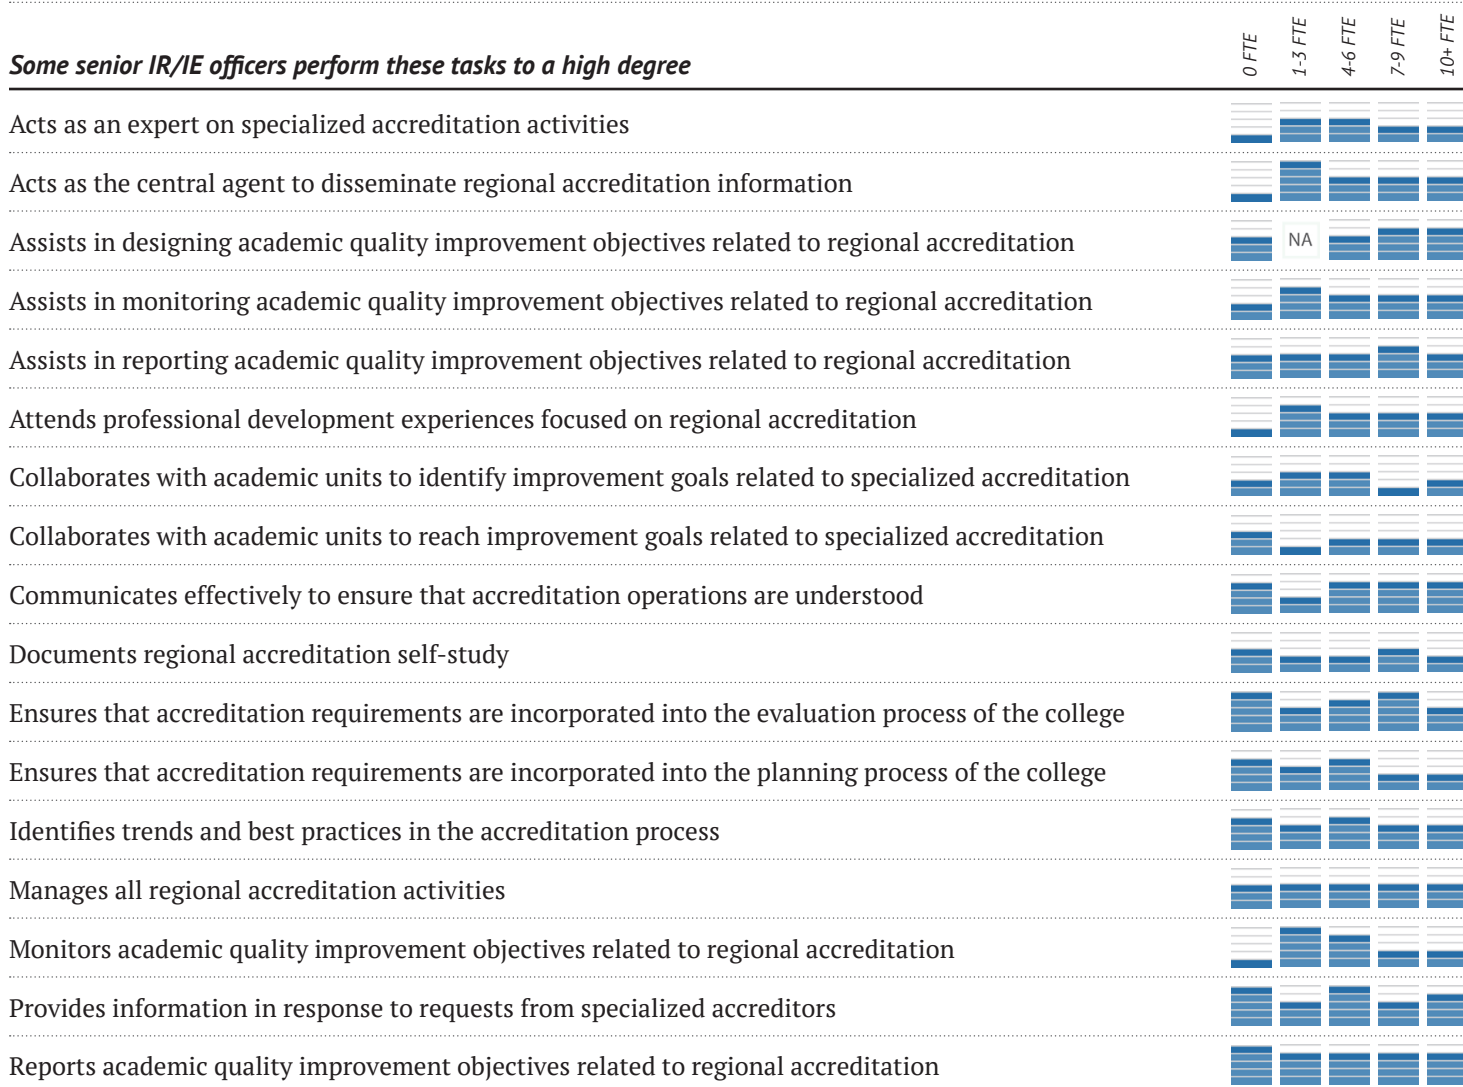 0 FTE
1-3 FTE
4-6 FTE
7-9 FTE
10+ FTE
Some senior IR/IE officers perform these tasks to a high degree
Acts as an expert on specialized accreditation activities
Acts as the central agent to disseminate regional accreditation information
Assists in designing academic quality improvement objectives related to regional accreditation
NA
Assists in monitoring academic quality improvement objectives related to regional accreditation
Assists in reporting academic quality improvement objectives related to regional accreditation
Attends professional development experiences focused on regional accreditation
Collaborates with academic units to identify improvement goals related to specialized accreditation
Collaborates with academic units to reach improvement goals related to specialized accreditation
Communicates effectively to ensure that accreditation operations are understood
Documents regional accreditation self-study
Ensures that accreditation requirements are incorporated into the evaluation process of the college
Ensures that accreditation requirements are incorporated into the planning process of the college
Identifies trends and best practices in the accreditation process
Manages all regional accreditation activities
Monitors academic quality improvement objectives related to regional accreditation
Provides information in response to requests from specialized accreditors
Reports academic quality improvement objectives related to regional accreditation